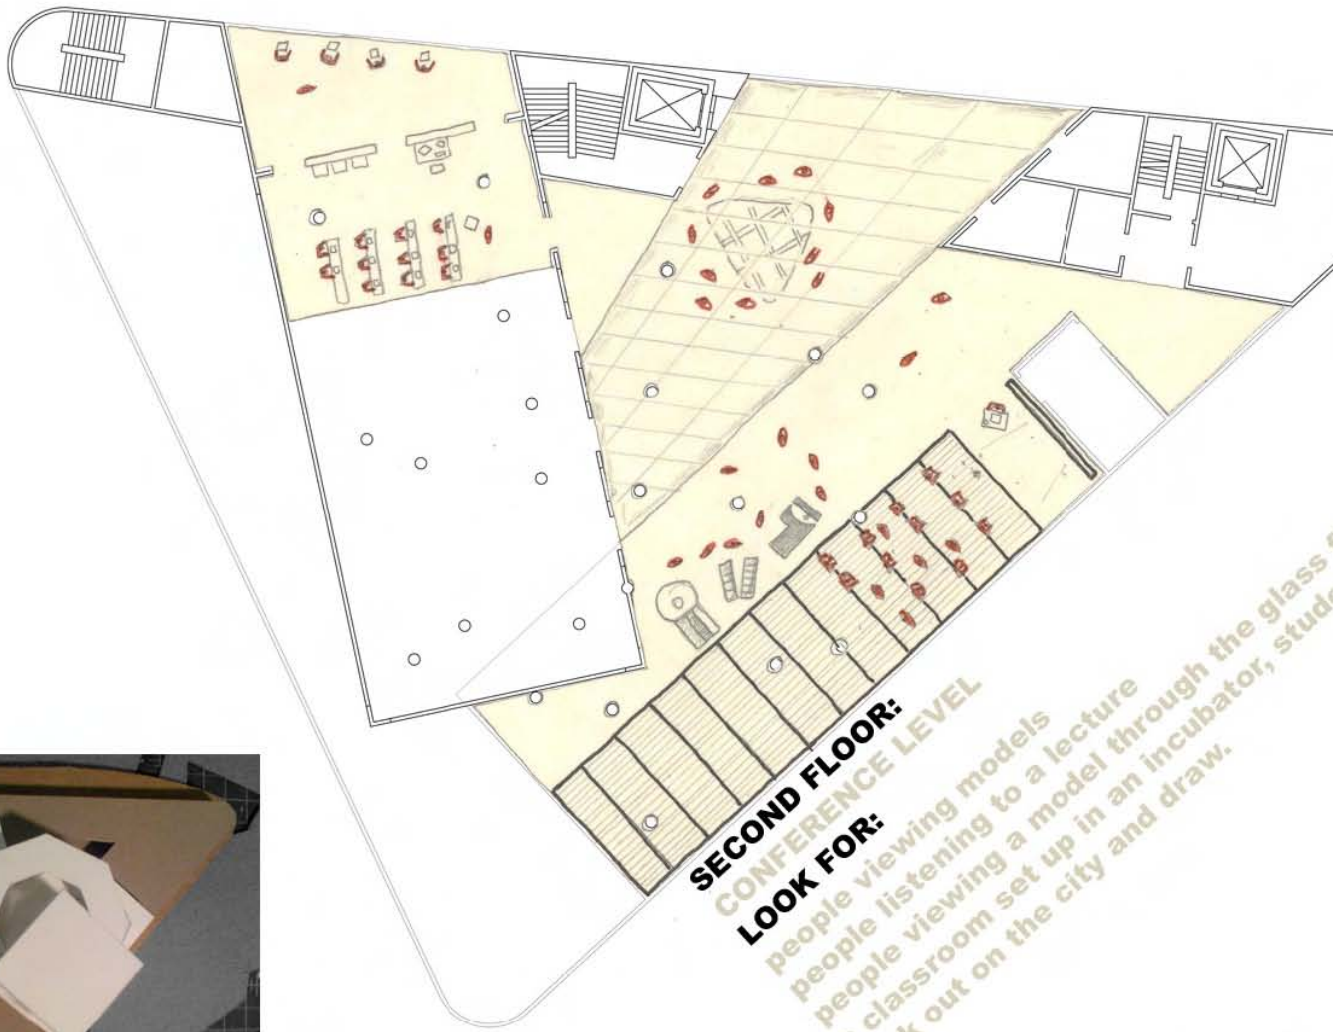 SECOND FLOOR:
CONFERENCE LEVEL
LOOK FOR:
people viewing models
people listening to a lecture
people viewing a model through the glass
classroom set up in an incubator,
out on the city and draw.